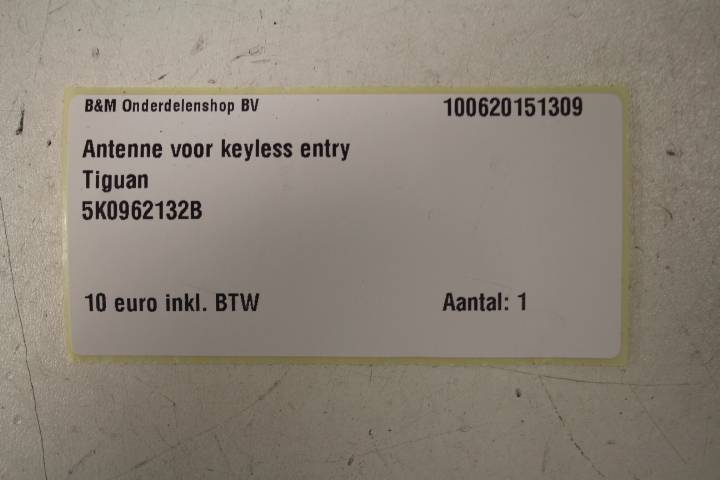 B&M Onderdelenshop BV 100620151309
Antenne voor keyless entry
Tiguan
5K0962132B
10 euro inkl. BTW Aantal: 1